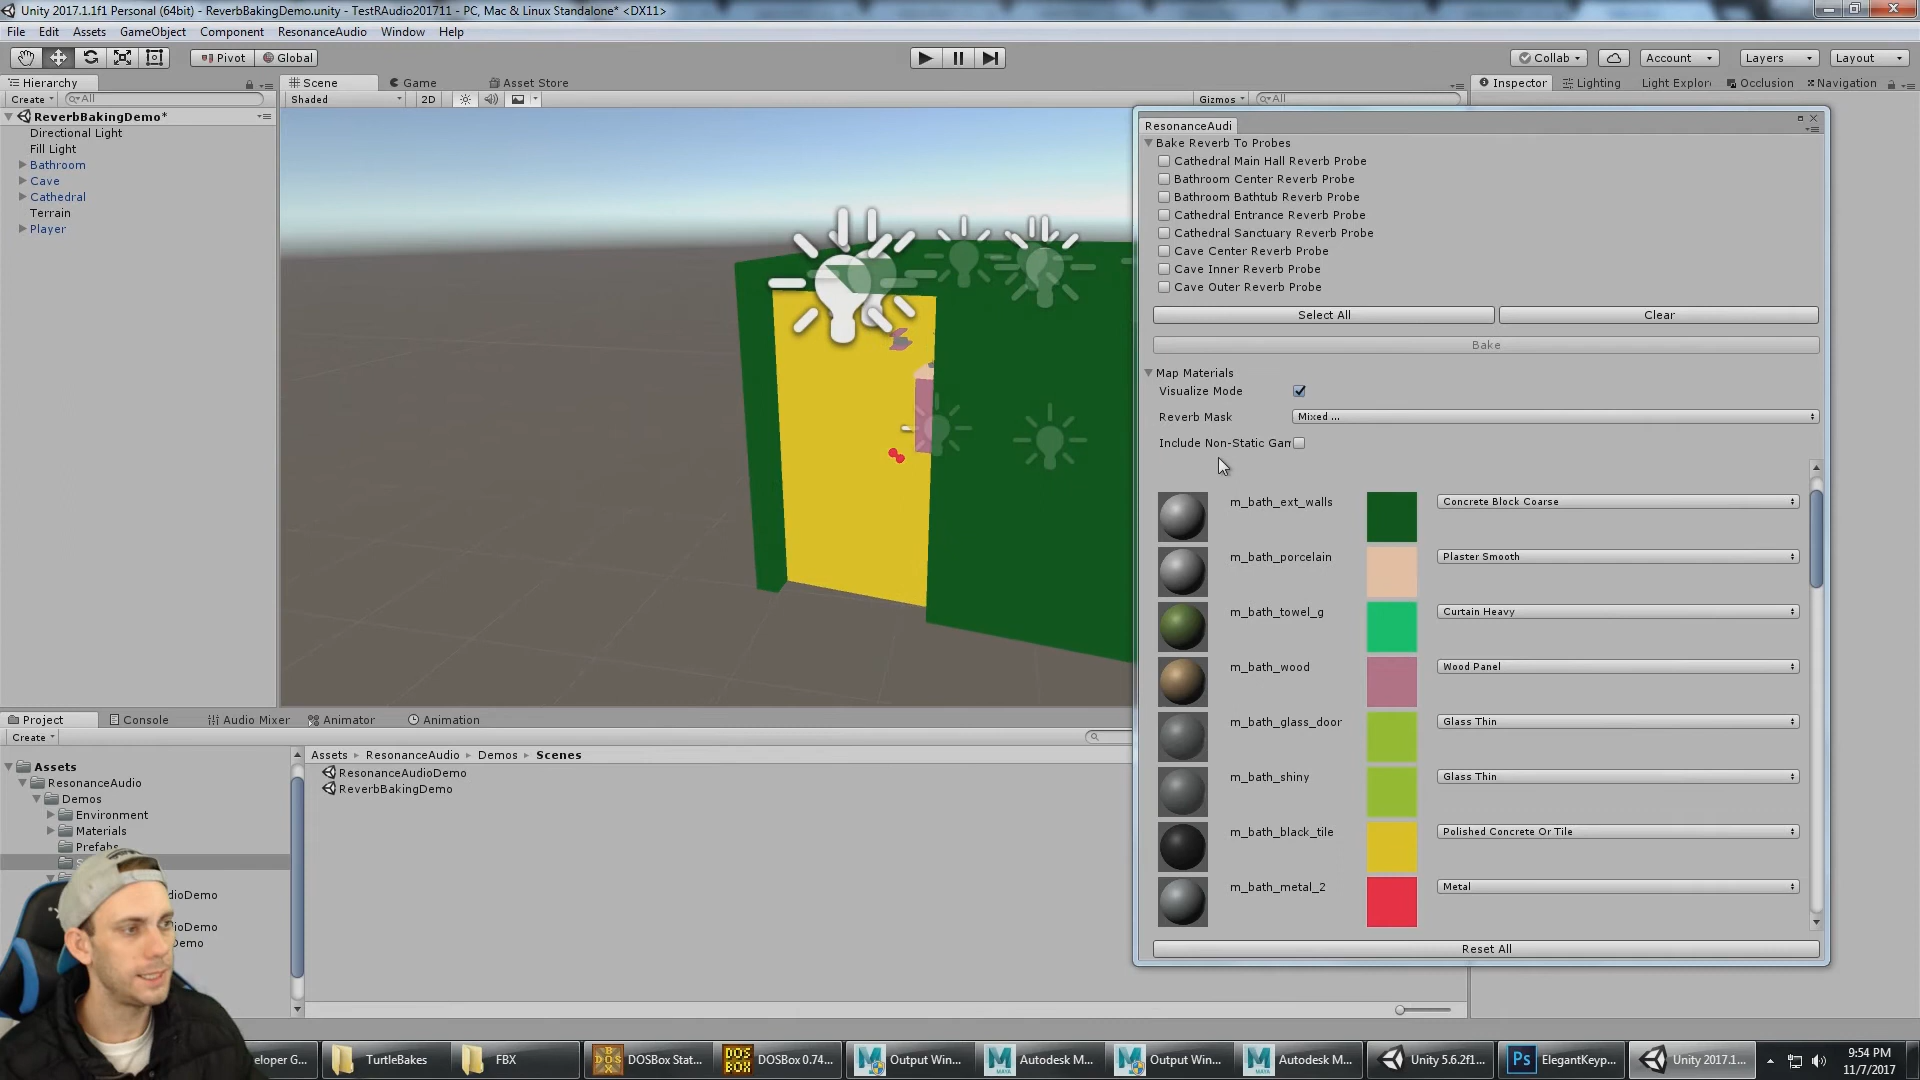 Unity 2017.1.1f1 Personal (64bit) - ReverbBakingDemo.unity - TestRAudio201711 - PC, Mac & Linux Standalone* <DX11>
File Edit Assets GameObject Component ResonanceAudio Window Help
Pivot Global Collab Account Layers Layout
Hierarchy Scene Game Asset Store Inspector Lighting Light Explor Occlusion Navigation
Create All Shaded 2D Gizmos All
ReverbBakingDemo*
Directional Light
Fill Light
Bathroom
Cave
Cathedral
Terrain
Player
ResonanceAudi
Bake Reverb To Probes
Cathedral Main Hall Reverb Probe
Bathroom Center Reverb Probe
Bathroom Bathtub Reverb Probe
Cathedral Entrance Reverb Probe
Cathedral Sanctuary Reverb Probe
Cave Center Reverb Probe
Cave Inner Reverb Probe
Cave Outer Reverb Probe
Select All Clear
Bake
Map Materials
Visualize Mode
Reverb Mask Mixed ...
Include Non-Static Gam
m_bath_ext_walls Concrete Block Coarse
m_bath_porcelain Plaster Smooth
m_bath_towel_g Curtain Heavy
m_bath_wood Wood Panel
m_bath_glass_door Glass Thin
m_bath_shiny Glass Thin
m_bath_black_tile Polished Concrete Or Tile
m_bath_metal_2 Metal
Reset All
Project Console Audio Mixer Animator Animation
Create
Assets
ResonanceAudio
Demos
Environment
Materials
Prefabs
dioDemo
dioDemo
Demo
Assets ResonanceAudio Demos Scenes
ResonanceAudioDemo
ReverbBakingDemo
eloper G... TurtleBakes FBX DOSBox Stat... DOSBox 0.74... Output Win... Autodesk M... Output Win... Autodesk M... Unity 5.6.2f1... ElegantKeyp... Unity 2017.1...
9:54 PM
11/7/2017